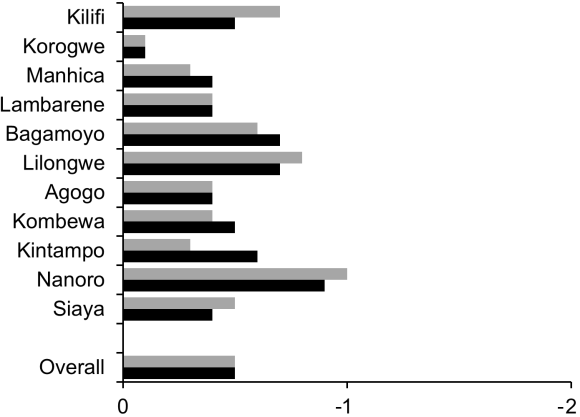 Kilifi
Korogwe
Manhica
Lambarene
Bagamoyo
Lilongwe
Agogo
Kombewa
Kintampo
Nanoro
Siaya
Overall
0 -1 -2